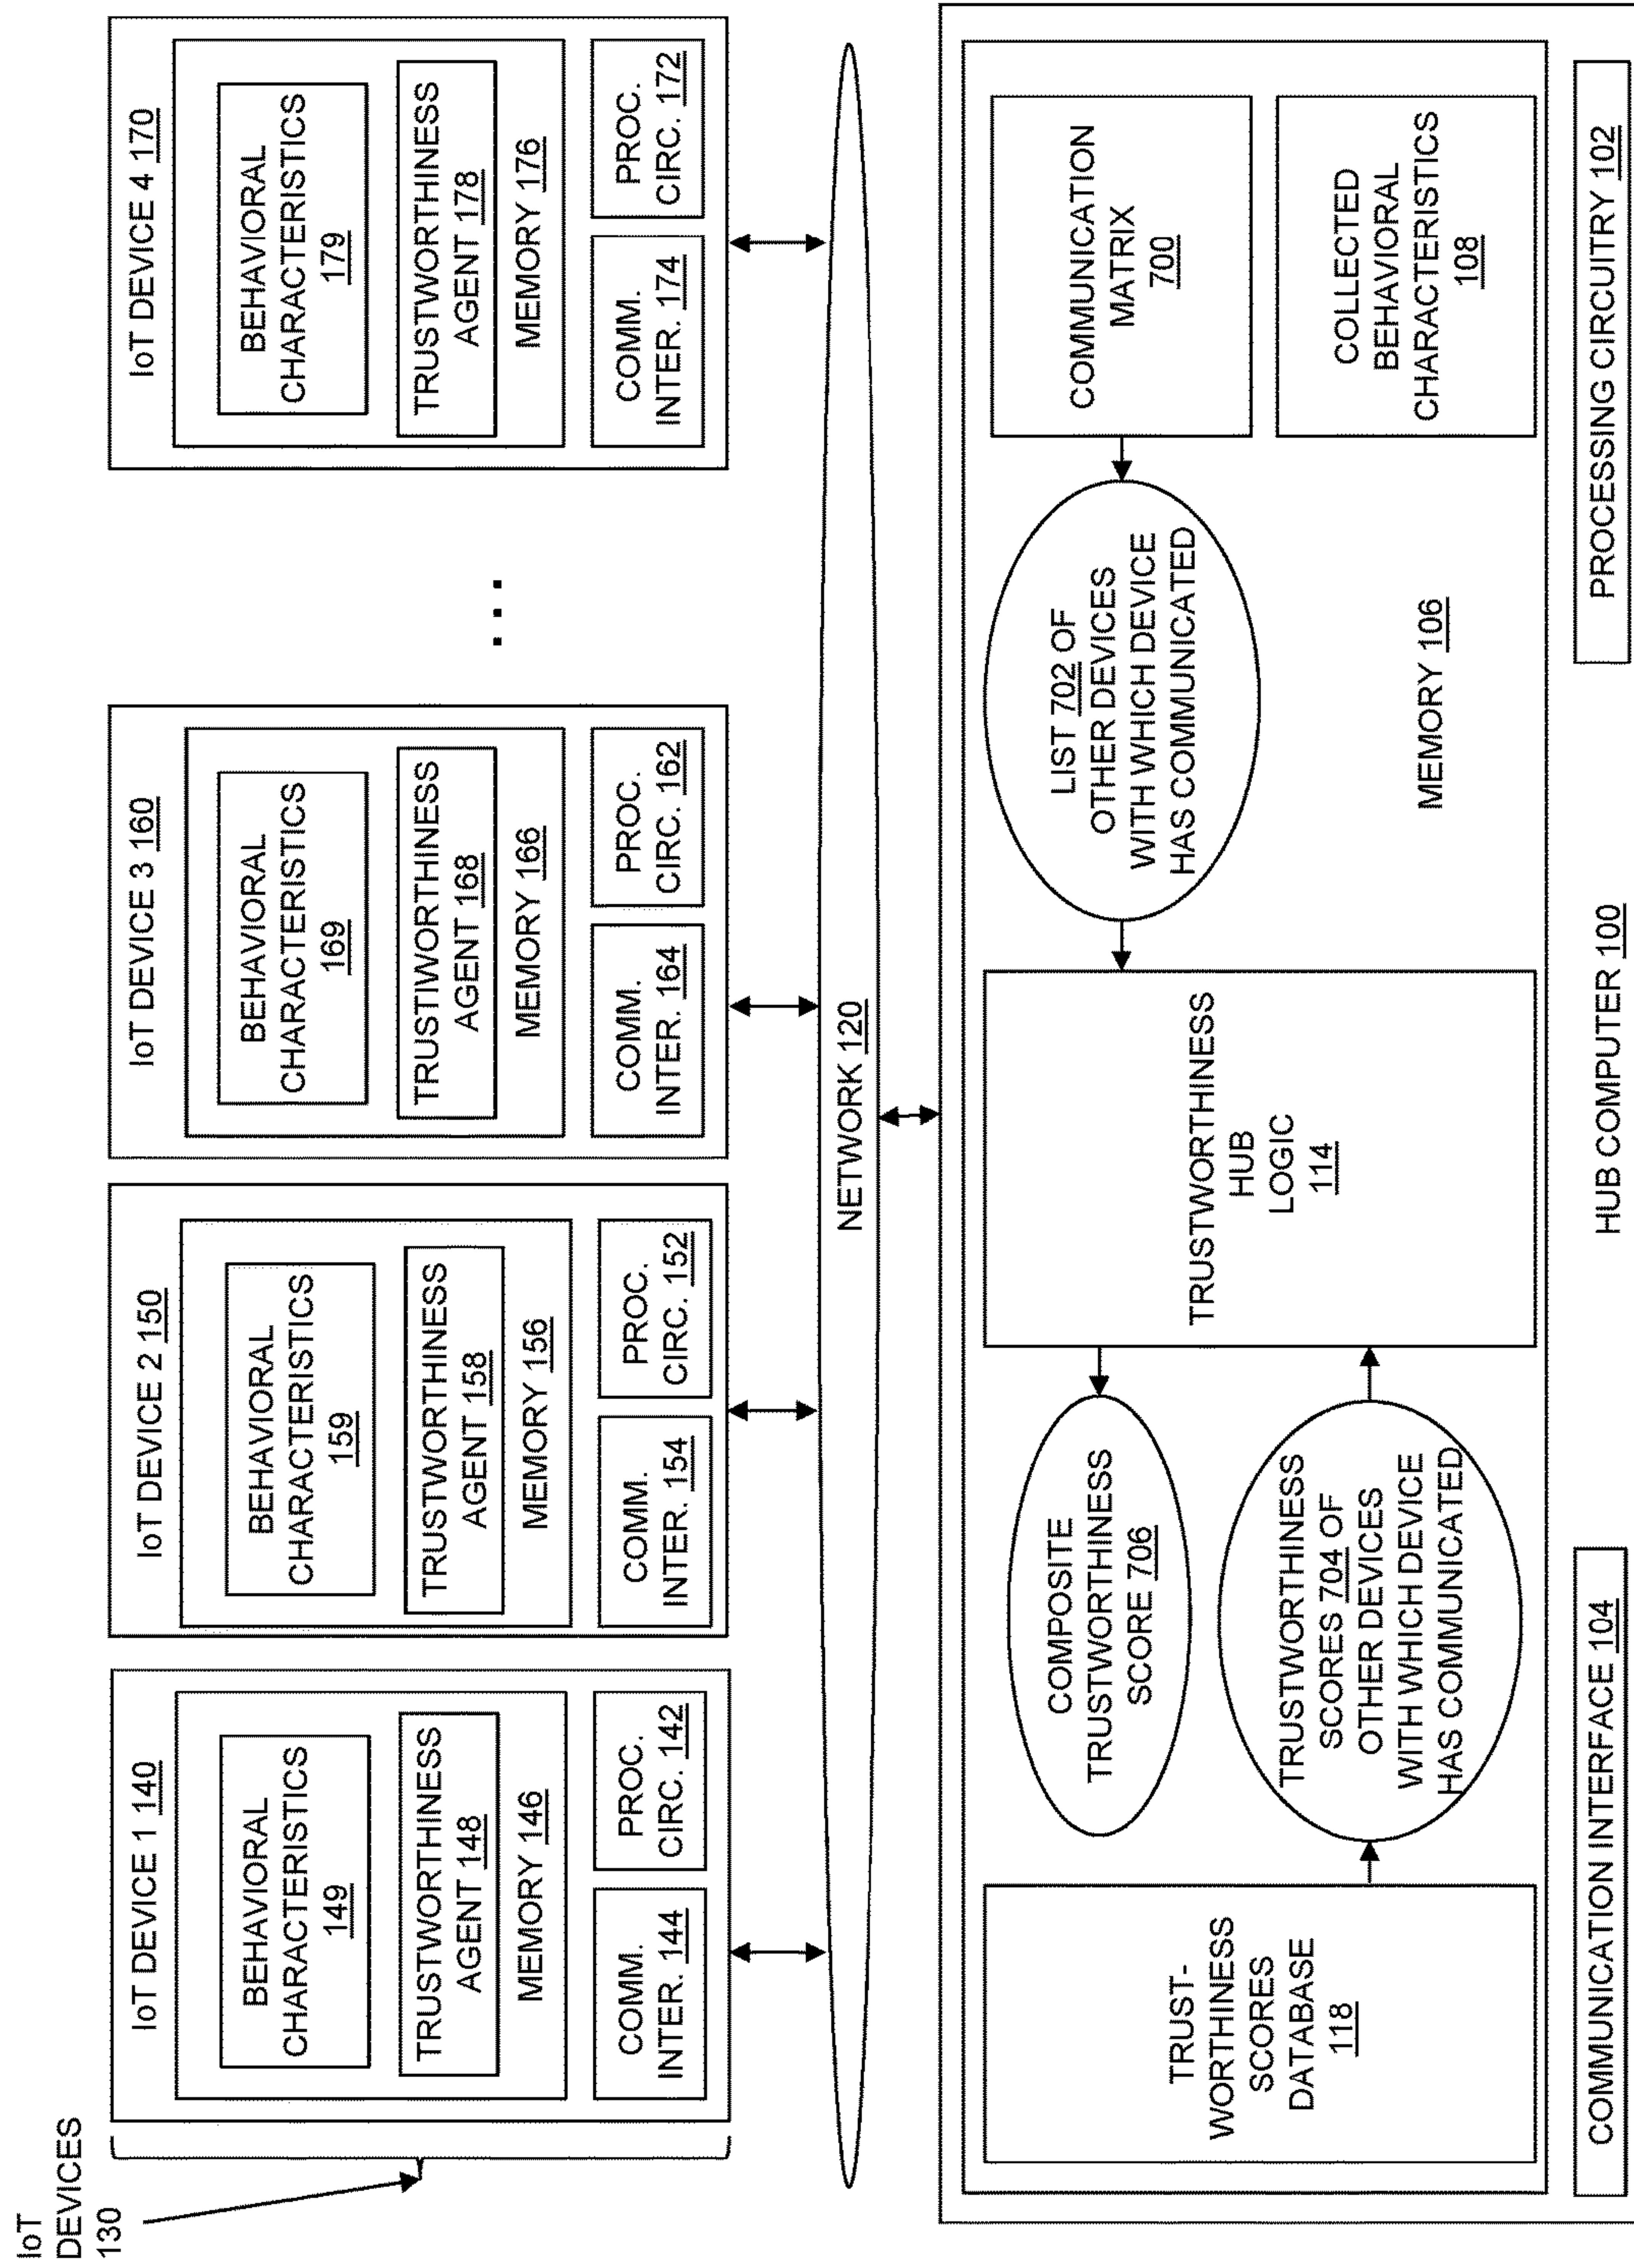 IoT
DEVICES
130
IoT DEVICE 1 140
BEHAVIORAL
CHARACTERISTICS
149
TRUSTWORTHINESS
AGENT 148
MEMORY 146
COMM.
INTER. 144
PROC.
CIRC. 142
IoT DEVICE 2 150
BEHAVIORAL
CHARACTERISTICS
159
TRUSTWORTHINESS
AGENT 158
MEMORY 156
COMM.
INTER. 154
PROC.
CIRC. 152
IoT DEVICE 3 160
BEHAVIORAL
CHARACTERISTICS
169
TRUSTWORTHINESS
AGENT 168
MEMORY 166
COMM.
INTER. 164
PROC.
CIRC. 162
...
IoT DEVICE 4 170
BEHAVIORAL
CHARACTERISTICS
179
TRUSTWORTHINESS
AGENT 178
MEMORY 176
COMM.
INTER. 174
PROC.
CIRC. 172
NETWORK 120
TRUST-
WORTHINESS
SCORES
DATABASE
118
COMPOSITE
TRUSTWORTHINESS
SCORE 706
TRUSTWORTHINESS
SCORES 704 OF
OTHER DEVICES
WITH WHICH DEVICE
HAS COMMUNICATED
TRUSTWORTHINESS
HUB
LOGIC
114
LIST 702 OF
OTHER DEVICES
WITH WHICH DEVICE
HAS COMMUNICATED
MEMORY 106
COMMUNICATION
MATRIX
700
COLLECTED
BEHAVIORAL
CHARACTERISTICS
108
COMMUNICATION INTERFACE 104
HUB COMPUTER 100
PROCESSING CIRCUITRY 102